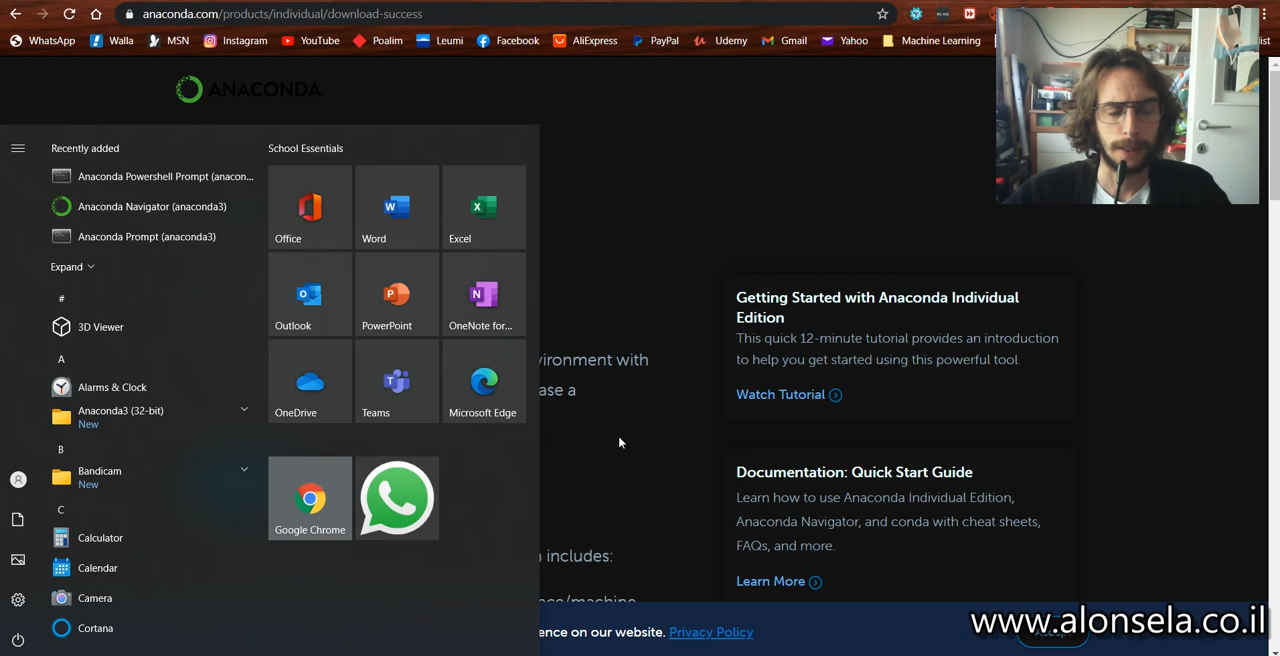 anaconda.com/products/individual/download-success
WhatsApp Walla MSN Instagram YouTube Poalim Leumi Facebook AliExpress PayPal Udemy Gmail Yahoo Machine Learning
ist
ANACONDA
Recently added
Anaconda Powershell Prompt (anacon...
Anaconda Navigator (anaconda3)
Anaconda Prompt (anaconda3)
Expand
#
3D Viewer
A
Alarms & Clock
Anaconda3 (32-bit)
New
B
Bandicam
New
C
Calculator
Calendar
Camera
Cortana
School Essentials
Office Word Excel
Outlook PowerPoint OneNote for...
OneDrive Teams Microsoft Edge
Google Chrome
vironment with
ase a
n includes:
Getting Started with Anaconda Individual
Edition
This quick 12-minute tutorial provides an introduction
to help you get started using this powerful tool.
Watch Tutorial
Documentation: Quick Start Guide
Learn how to use Anaconda Individual Edition,
Anaconda Navigator, and conda with cheat sheets,
FAQs, and more.
Learn More
ence on our website. Privacy Policy
www.alonsela.co.il